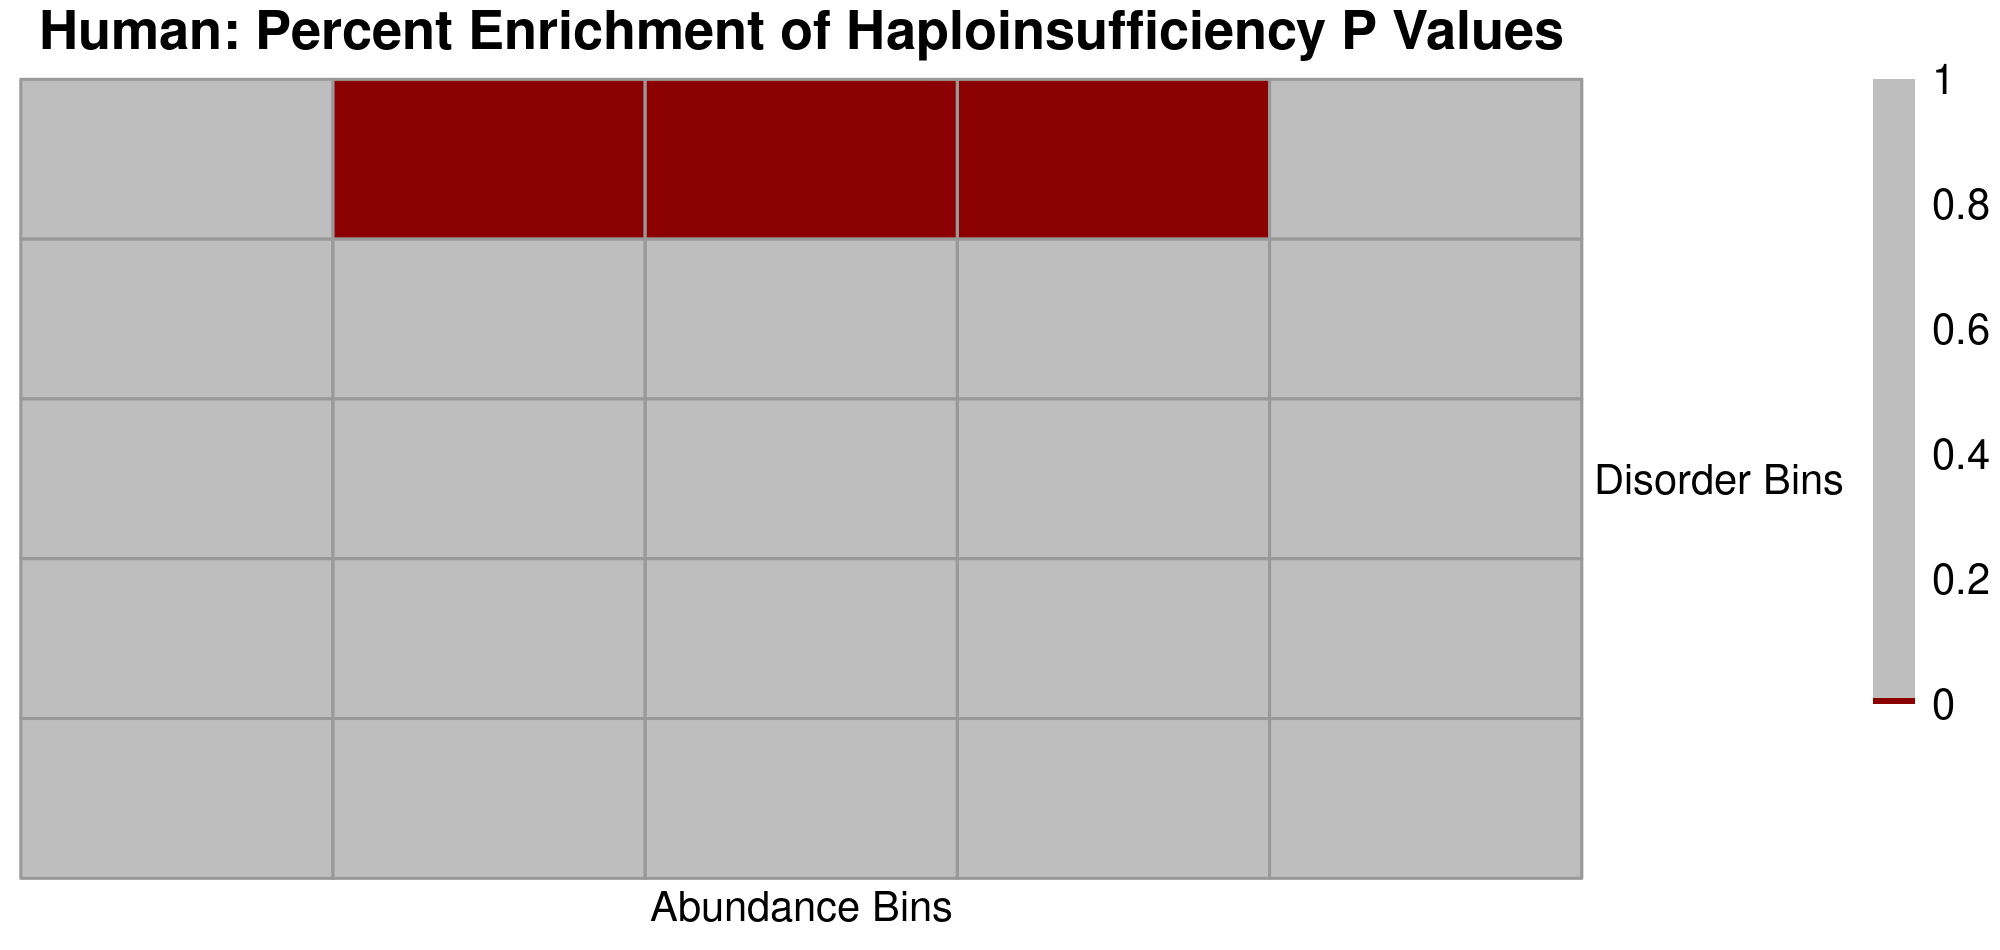 Human: Percent Enrichment of Haploinsufficiency P Values
1
0.8
0.6
0.4
Disorder Bins
0.2
0
Abundance Bins